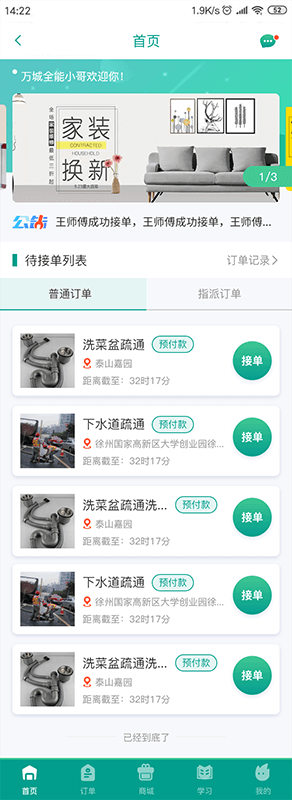 14:22
1.9K/s
52
首页
万城全能小哥欢迎你！
家装
CONTRACTED
HOUSEHOLD
换新
1/3
公告
王师傅成功接单，王师傅成功接单，王师傅...
待接单列表
订单记录
普通订单
指派订单
洗菜盆疏通
预付款
泰山嘉园
距离截至：32时17分
接单
下水道疏通
预付款
徐州国家高新区大学创业园徐...
距离截至：32时17分
接单
洗菜盆疏通洗...
预付款
泰山嘉园
距离截至：32时17分
接单
下水道疏通
预付款
徐州国家高新区大学创业园徐...
距离截至：32时17分
接单
洗菜盆疏通洗...
预付款
泰山嘉园
距离截至：32时17分
接单
已经到底了
首页
订单
商城
学习
我的